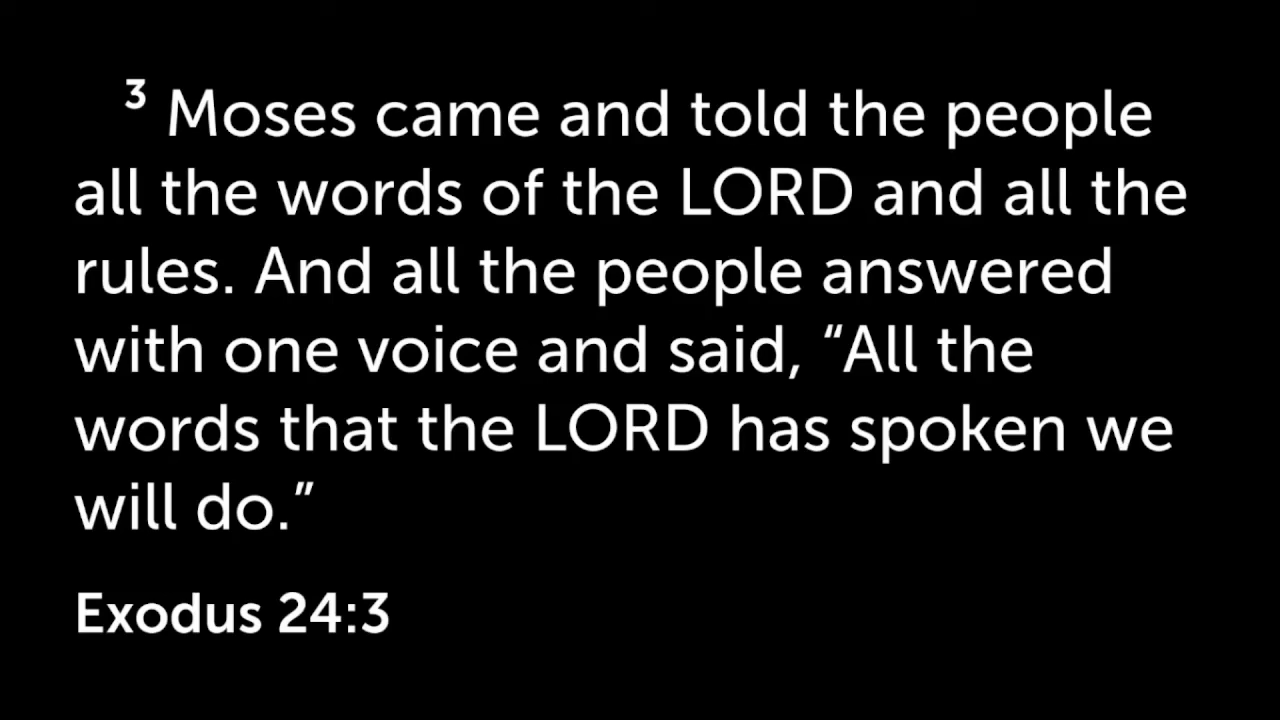 ³ Moses came and told the people
all the words of the LORD and all the
rules. And all the people answered
with one voice and said, “All the
words that the LORD has spoken we
will do.”
Exodus 24:3